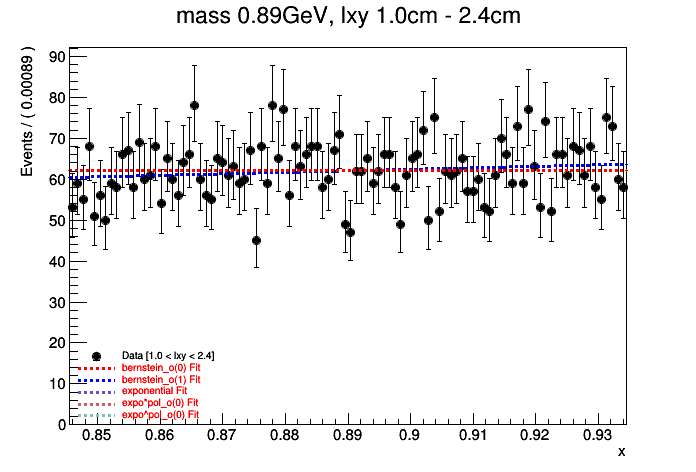 mass 0.89GeV, lxy 1.0cm - 2.4cm
Events / ( 0.00089 )
90
80
70
60
50
40
30
20
10
0
Data [1.0 < lxy < 2.4]
bernstein_o(0) Fit
bernstein_o(1) Fit
exponential Fit
expo*pol_o(0) Fit
expo^pol_o(0) Fit
0.85 0.86 0.87 0.88 0.89 0.9 0.91 0.92 0.93
x